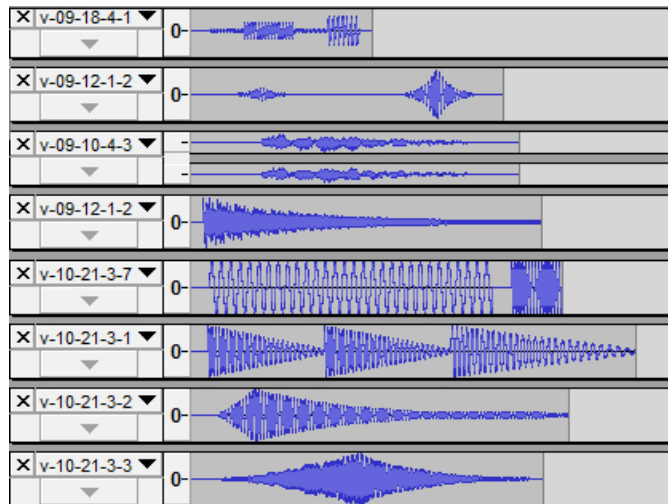 X v-09-18-4-1 0-
X v-09-12-1-2 0-
X v-09-10-4-3
X v-09-12-1-2 0-
X v-10-21-3-7 0-
X v-10-21-3-1 0-
X v-10-21-3-2 0-
X v-10-21-3-3 0-